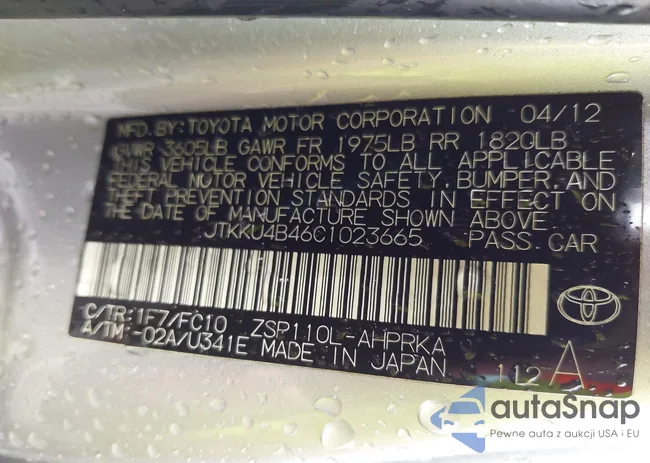 MFD. BY: TOYOTA MOTOR CORPORATION 04/12
GVWR 3605LB GAWR FR 1975LB RR 1820LB
THIS VEHICLE CONFORMS TO ALL APPLICABLE
FEDERAL MOTOR VEHICLE SAFETY, BUMPER, AND
THEFT PREVENTION STANDARDS IN EFFECT ON
THE DATE OF MANUFACTURE SHOWN ABOVE.
JTKKU4B46C1023665 PASS CAR
C/TR: 1F7/FC10 ZSP110L-AHPRKA
A/TM: -02A/U341E MADE IN JAPAN
112 A
autaSnap
Pewne auta z aukcji USA i EU